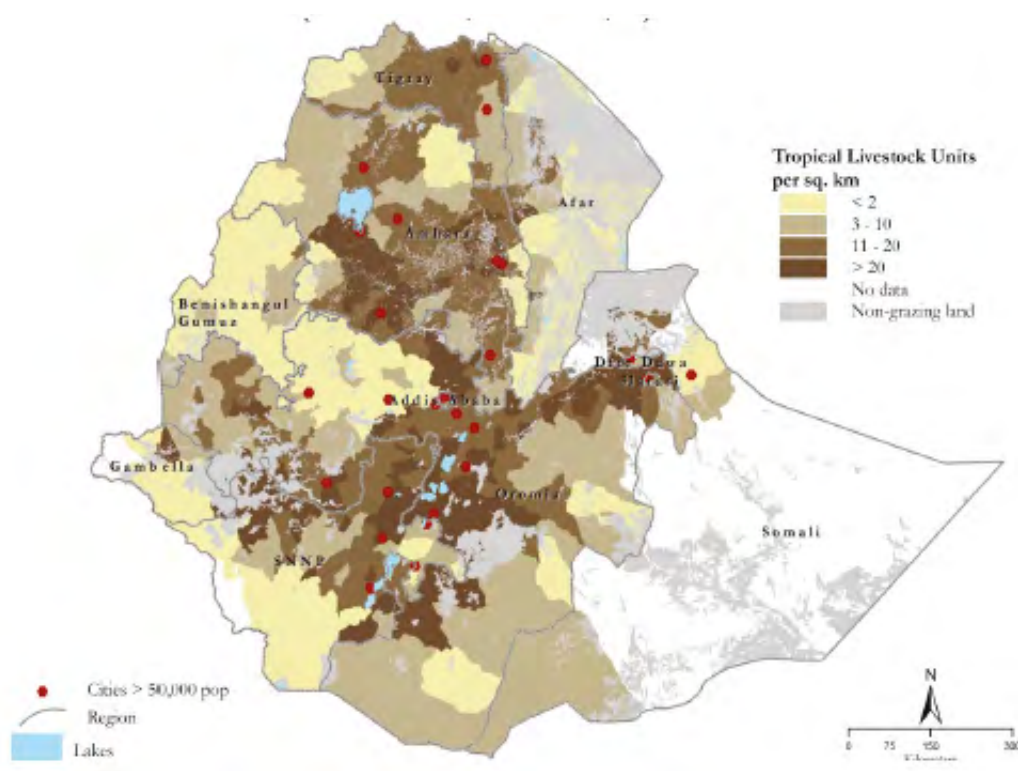 Tigray
Afar
Amhara
Benishangul
Gumuz
Dire Dawa
Harari
Addis Ababa
Gambella
Oromia
Somali
SNNP
Tropical Livestock Units
per sq. km
< 2
3 - 10
11 - 20
> 20
No data
Non-grazing land
Cities > 50,000 pop
Region
Lakes
N
0 75 150 300
Kilometers